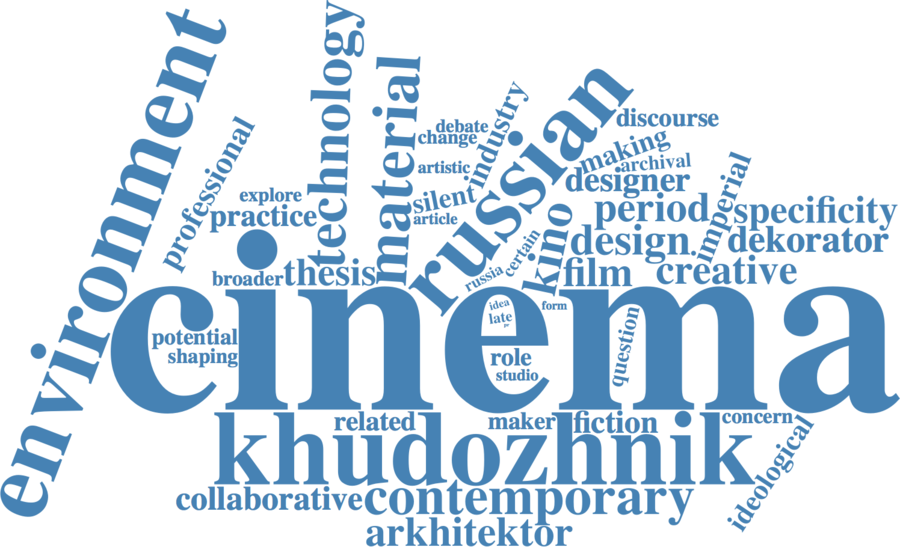 environment
professional
technology
material
debate
change
industry
russian
discourse
making
archival
artistic
explore
silent
designer
imperial
practice
article
period
specificity
kino
certain
design
dekorator
broader
thesis
russia
film
creative
cinema
idea
form
late
potential
shaping
role
studio
question
related
maker
fiction
concern
khudozhnik
ideological
collaborative
contemporary
arkhitektor